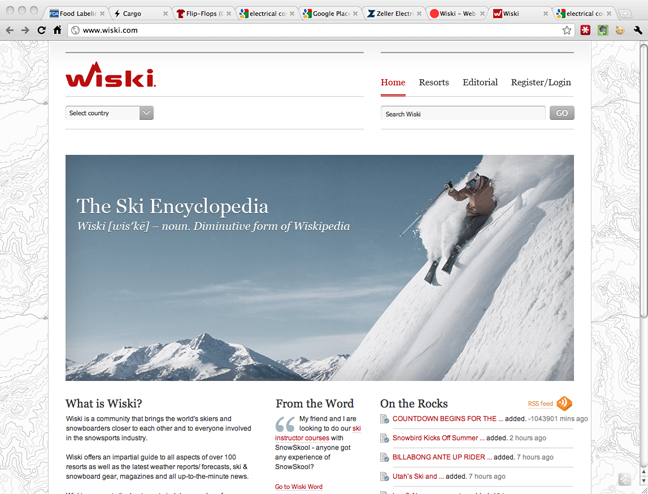 Food Labelin
Cargo
Flip-Flops (C
electrical co
Google Place
Zeller Electri
Wiski – Web
Wiski
electrical co
www.wiski.com
Wiski.
Home Resorts Editorial Register/Login
Select country
Search Wiski
GO
The Ski Encyclopedia
Wiski [wis'kē] – noun. Diminutive form of Wiskipedia
What is Wiski?
Wiski is a community that brings the world's skiers and
snowboarders closer to each other and to everyone involved
in the snowsports industry.
Wiski offers an impartial guide to all aspects of over 100
resorts as well as the latest weather reports/ forecasts, ski &
snowboard gear, magazines and all up-to-the-minute news.
From the Word
My friend and I are
looking to do our ski
instructor courses with
SnowSkool - anyone got
any experience of
SnowSkool?
Go to Wiski Word
On the Rocks
RSS feed
COUNTDOWN BEGINS FOR THE ... added. -1043901 mins ago
Snowbird Kicks Off Summer ... added. 2 hours ago
BILLABONG ANTE UP RIDER ... added. 7 hours ago
Utah's Ski and ... added. 7 hours ago